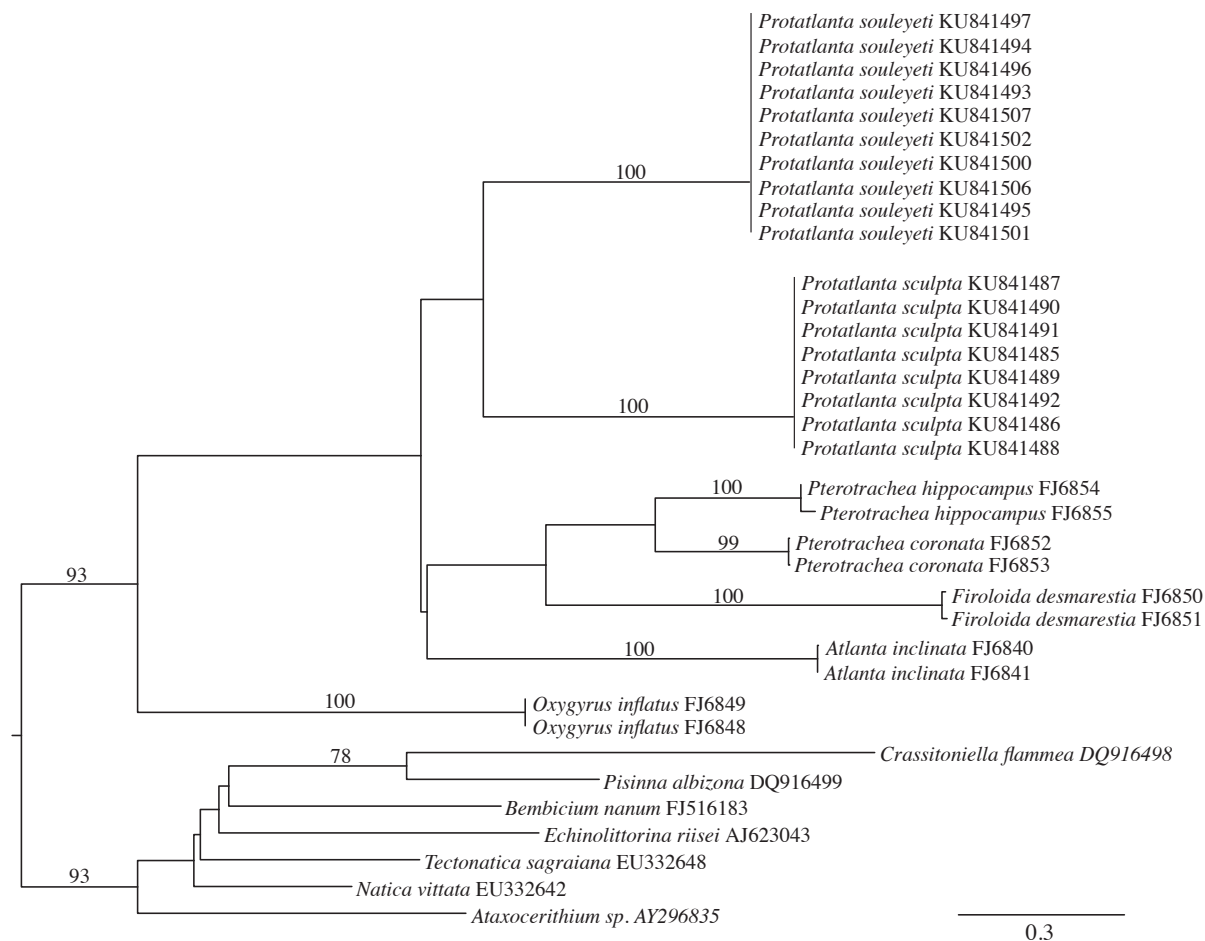 Protatlanta souleyeti KU841497
Protatlanta souleyeti KU841494
Protatlanta souleyeti KU841496
Protatlanta souleyeti KU841493
Protatlanta souleyeti KU841507
Protatlanta souleyeti KU841502
100
Protatlanta souleyeti KU841500
Protatlanta souleyeti KU841506
Protatlanta souleyeti KU841495
Protatlanta souleyeti KU841501
Protatlanta sculpta KU841487
Protatlanta sculpta KU841490
Protatlanta sculpta KU841491
Protatlanta sculpta KU841485
Protatlanta sculpta KU841489
Protatlanta sculpta KU841492
100
Protatlanta sculpta KU841486
Protatlanta sculpta KU841488
100
Pterotrachea hippocampus FJ6854
Pterotrachea hippocampus FJ6855
99
Pterotrachea coronata FJ6852
Pterotrachea coronata FJ6853
93
100
Firoloida desmarestia FJ6850
Firoloida desmarestia FJ6851
100
Atlanta inclinata FJ6840
Atlanta inclinata FJ6841
100
Oxygyrus inflatus FJ6849
Oxygyrus inflatus FJ6848
78
Crassitoniella flammea DQ916498
Pisinna albizona DQ916499
Bembicium nanum FJ516183
Echinolittorina riisei AJ623043
Tectonatica sagraiana EU332648
93
Natica vittata EU332642
Ataxocerithium sp. AY296835
0.3